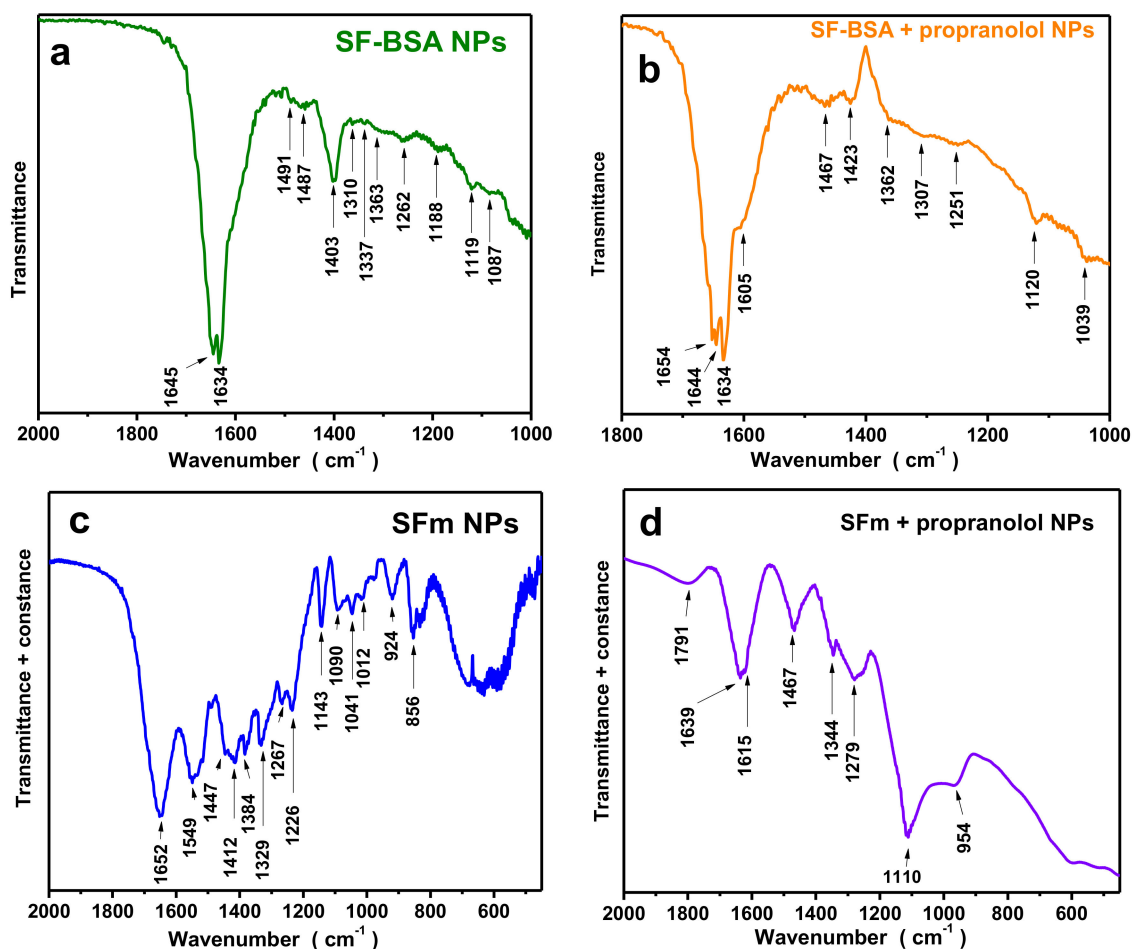 a
SF-BSA NPs
Transmittance
1491
1487
1403
1310
1337
1363
1262
1188
1119
1087
1645
1634
2000 1800 1600 1400 1200 1000
Wavenumber ( cm-1 )
b
SF-BSA + propranolol NPs
Transmittance
1654
1644
1634
1605
1467
1423
1362
1307
1251
1120
1039
1800 1600 1400 1200 1000
Wavenumber ( cm-1 )
c
SFm NPs
Transmittance + constance
1652
1549
1447
1412
1384
1329
1267
1226
1143
1090
1041
1012
924
856
2000 1800 1600 1400 1200 1000 800 600
Wavenumber ( cm-1 )
d
SFm + propranolol NPs
Transmittance + constance
1791
1639
1615
1467
1344
1279
1110
954
2000 1800 1600 1400 1200 1000 800 600
Wavenumber ( cm-1 )